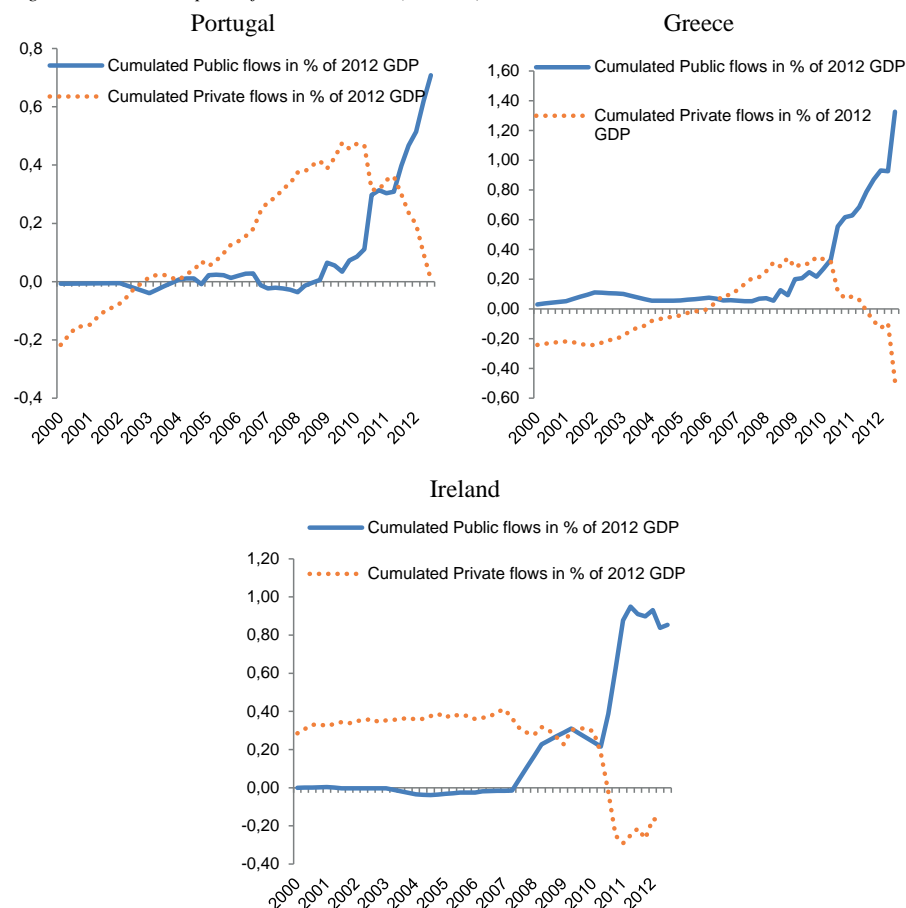 Portugal
0,8
0,6
0,4
0,2
0,0
-0,2
-0,4
Cumulated Public flows in % of 2012 GDP
Cumulated Private flows in % of 2012 GDP
2000 2001 2002 2003 2004 2005 2006 2007 2008 2009 2010 2011 2012
Greece
1,60
1,40
1,20
1,00
0,80
0,60
0,40
0,20
0,00
-0,20
-0,40
-0,60
Cumulated Public flows in % of 2012 GDP
Cumulated Private flows in % of 2012
GDP
2000 2001 2002 2003 2004 2005 2006 2007 2008 2009 2010 2011 2012
Ireland
Cumulated Public flows in % of 2012 GDP
Cumulated Private flows in % of 2012 GDP
1,20
1,00
0,80
0,60
0,40
0,20
0,00
-0,20
-0,40
2000 2001 2002 2003 2004 2005 2006 2007 2008 2009 2010 2011 2012